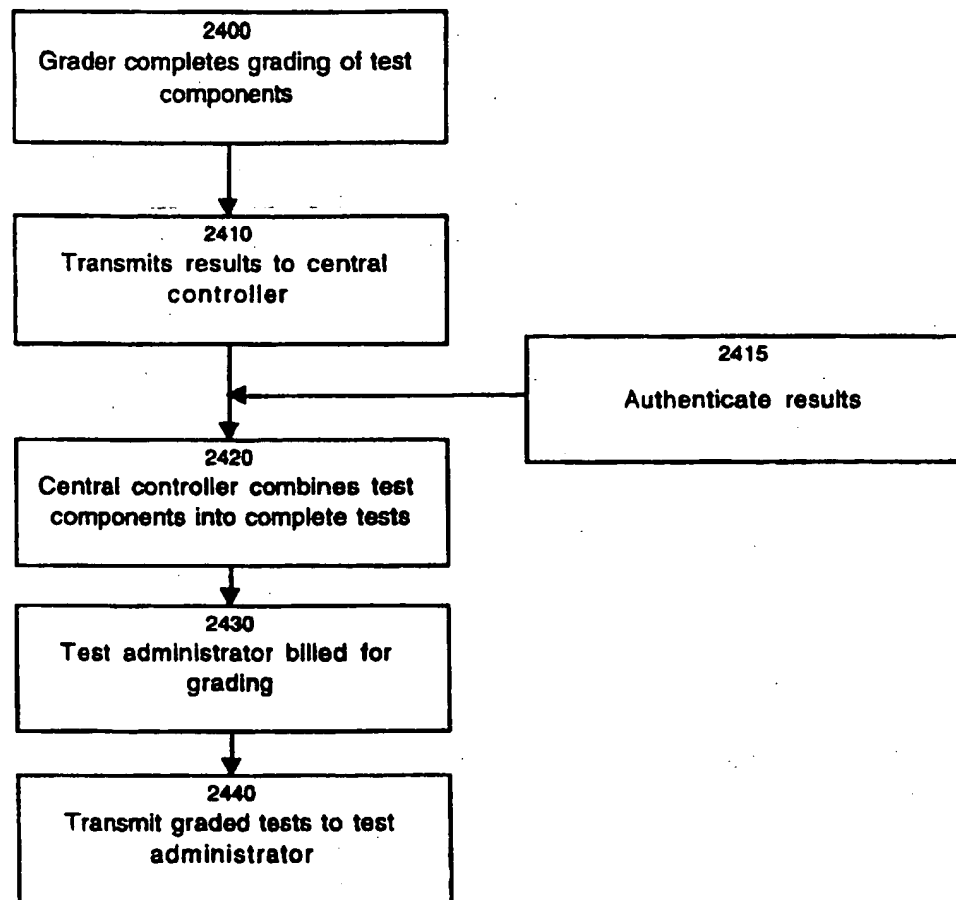 2400
Grader completes grading of test
components
2410
Transmits results to central
controller
2415
Authenticate results
2420
Central controller combines test
components into complete tests
2430
Test administrator billed for
grading
2440
Transmit graded tests to test
administrator